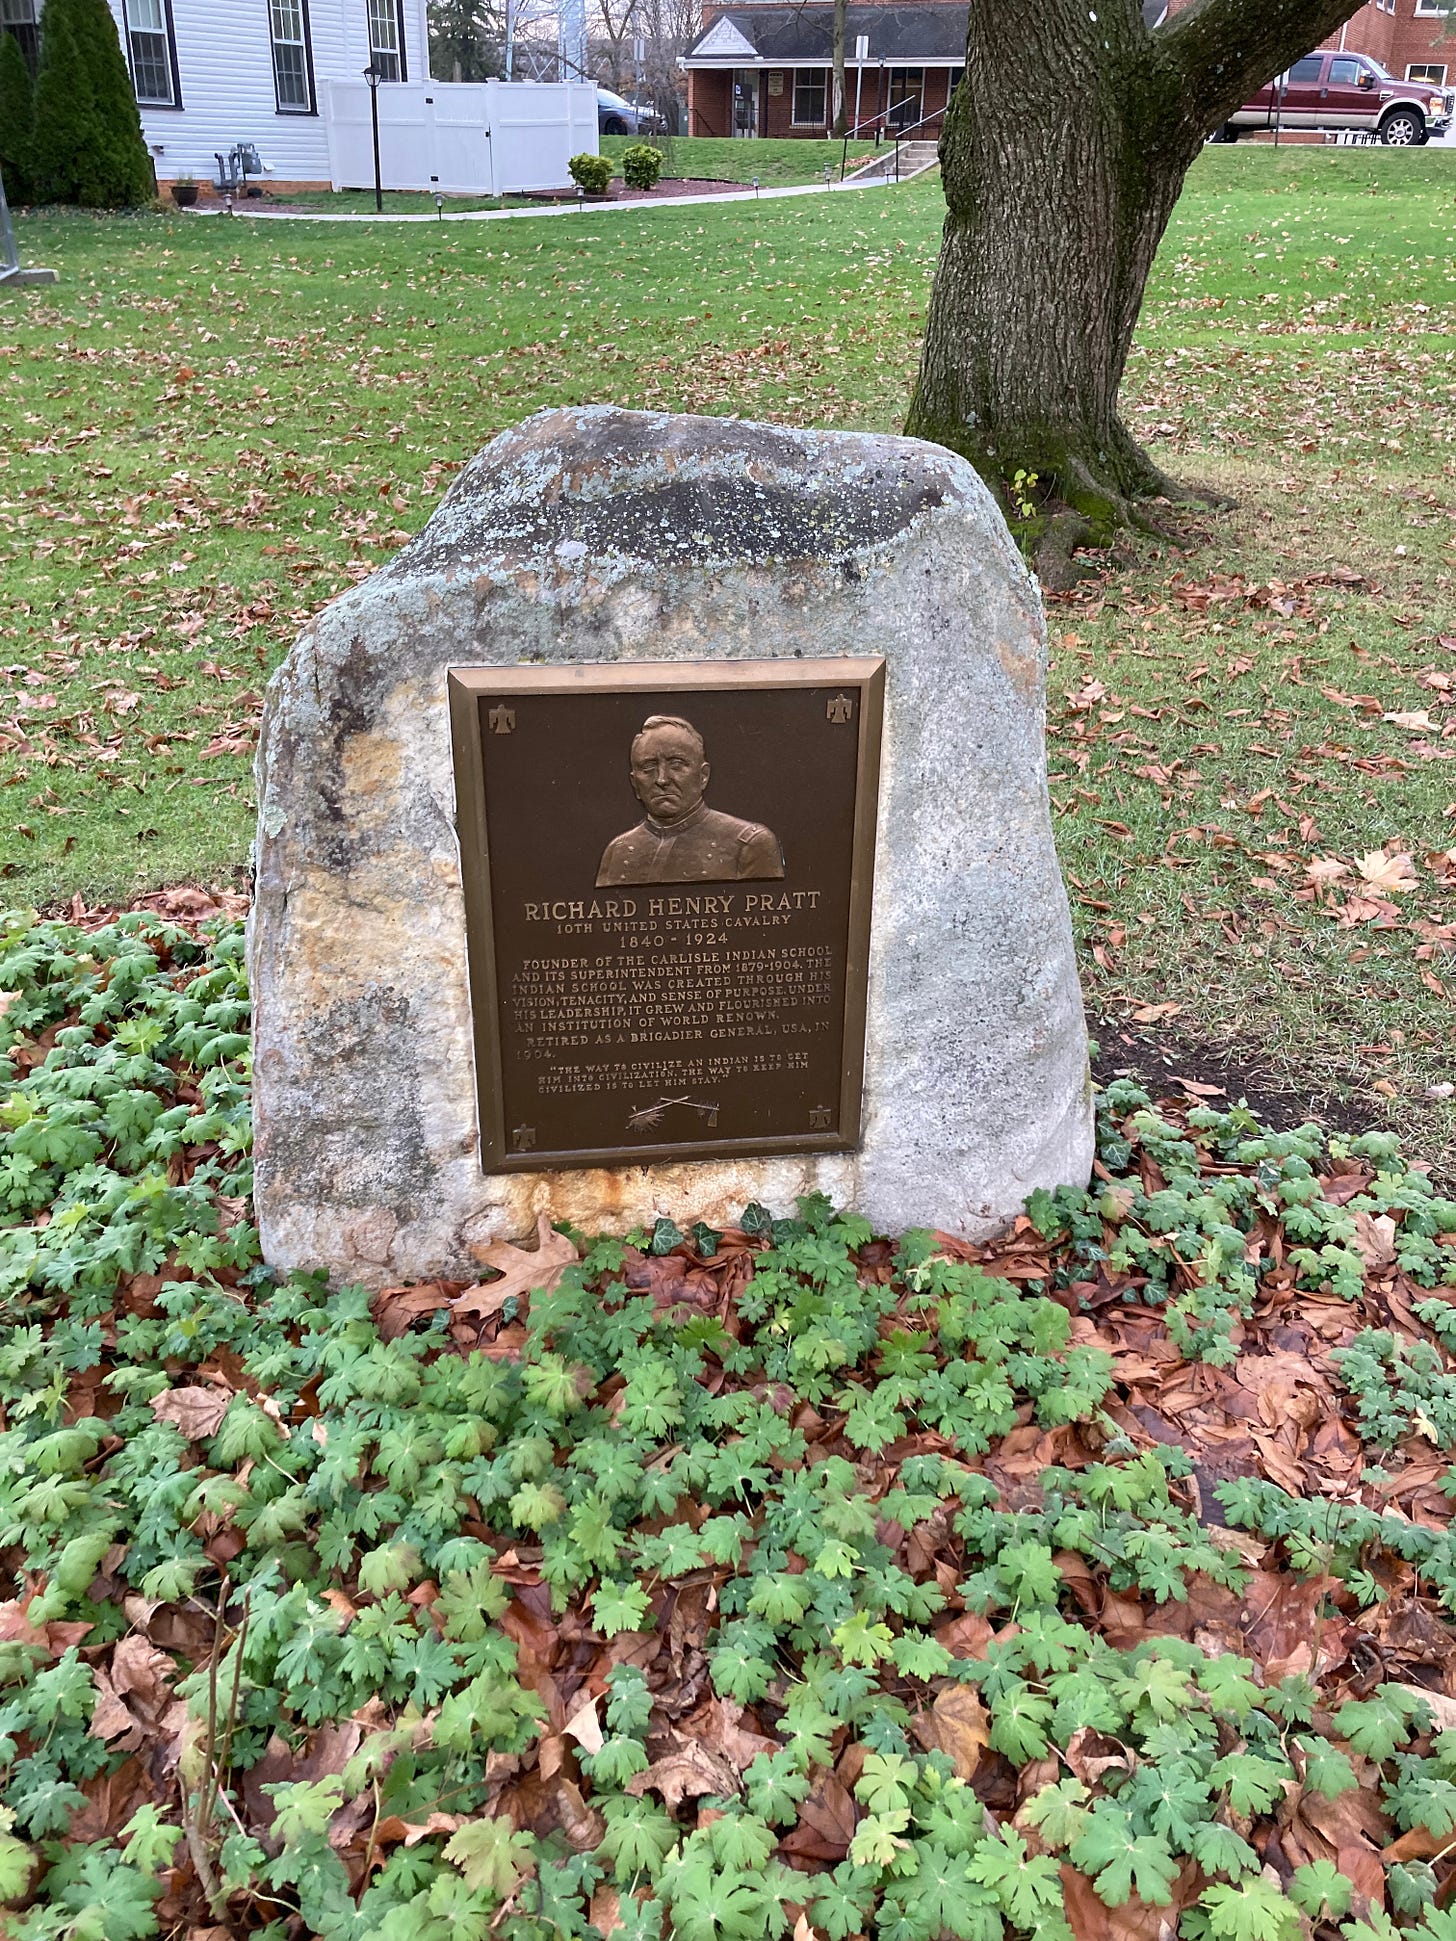 RICHARD HENRY PRATT
10TH UNITED STATES CAVALRY
1840 - 1924
FOUNDER OF THE CARLISLE INDIAN SCHOOL
AND ITS SUPERINTENDENT FROM 1879-1904. THE
INDIAN SCHOOL WAS CREATED THROUGH HIS
VISION, TENACITY, AND SENSE OF PURPOSE. UNDER
HIS LEADERSHIP, IT GREW AND FLOURISHED INTO
AN INSTITUTION OF WORLD RENOWN.
RETIRED AS A BRIGADIER GENERAL, USA, IN
1904.
"THE WAY TO CIVILIZE AN INDIAN IS TO GET
HIM INTO CIVILIZATION. THE WAY TO KEEP HIM
CIVILIZED IS TO LET HIM STAY."